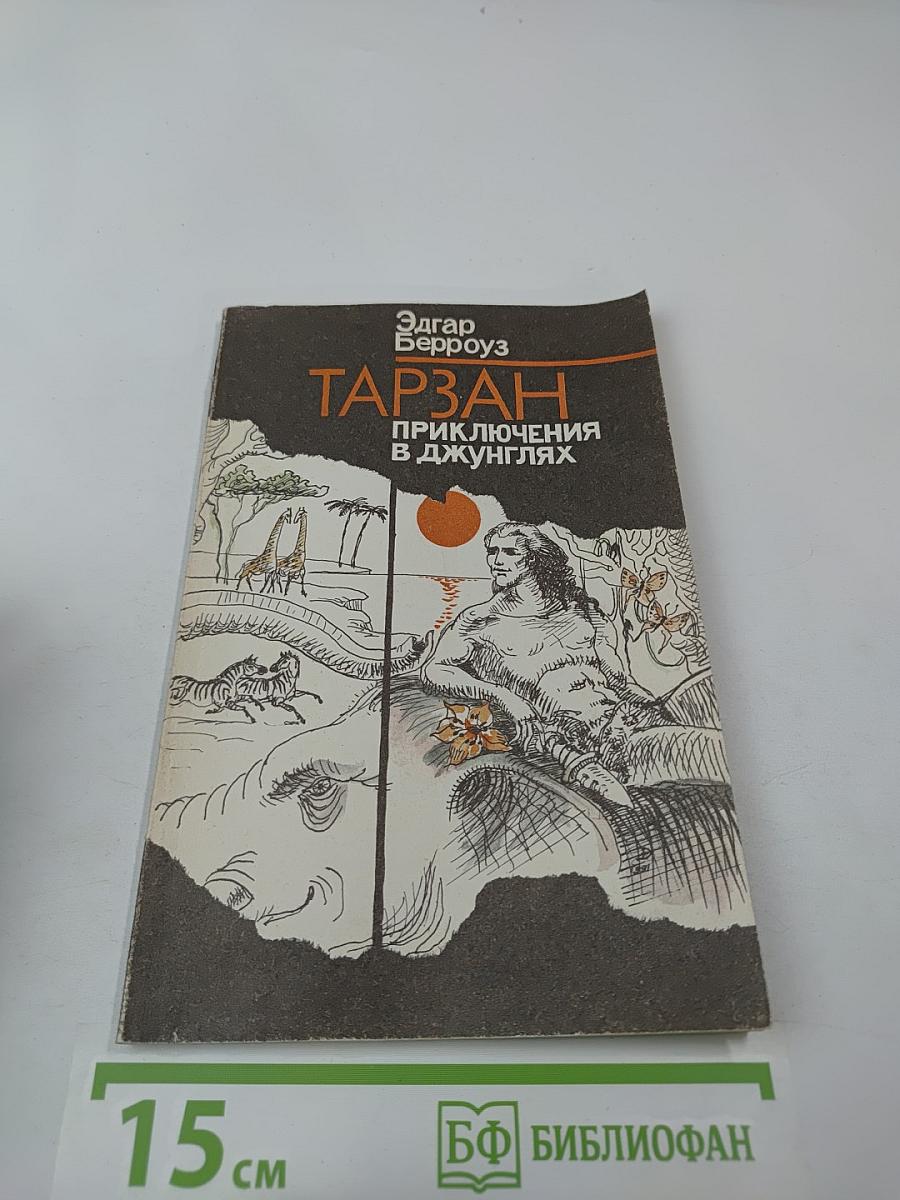 Эдгар
Берроуз
ТАРЗАН
ПРИКЛЮЧЕНИЯ
В ДЖУНГЛЯХ
15 см
БФ БИБЛИОФАН